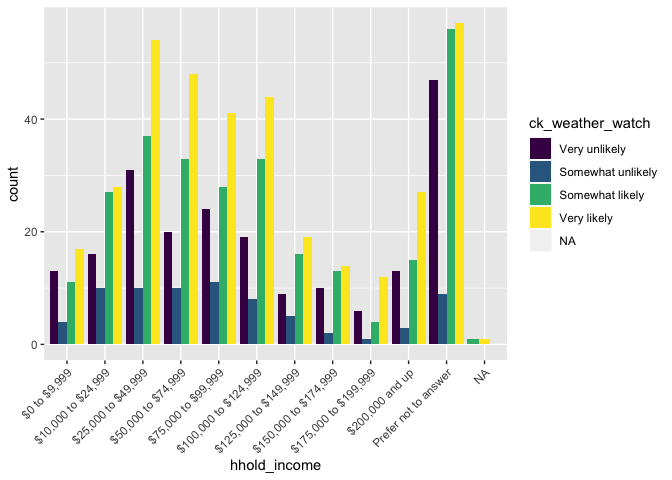 40
20
0
count
$0 to $9,999
$10,000 to $24,999
$25,000 to $49,999
$50,000 to $74,999
$75,000 to $99,999
$100,000 to $124,999
$125,000 to $149,999
$150,000 to $174,999
$175,000 to $199,999
$200,000 and up
Prefer not to answer
NA
hhold_income
ck_weather_watch
Very unlikely
Somewhat unlikely
Somewhat likely
Very likely
NA